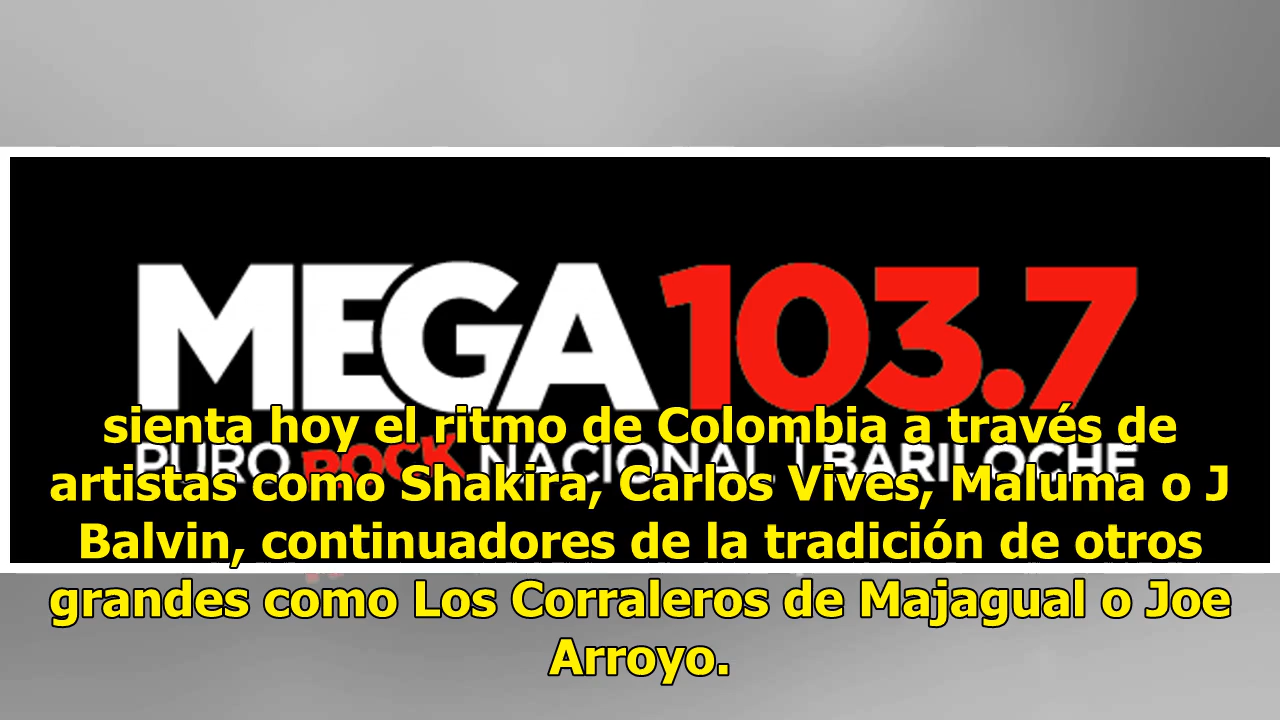 MEGA 103.7
PURO ROCK NACIONAL | BARILOCHE
sienta hoy el ritmo de Colombia a través de
artistas como Shakira, Carlos Vives, Maluma o J
Balvin, continuadores de la tradición de otros
grandes como Los Corraleros de Majagual o Joe
Arroyo.